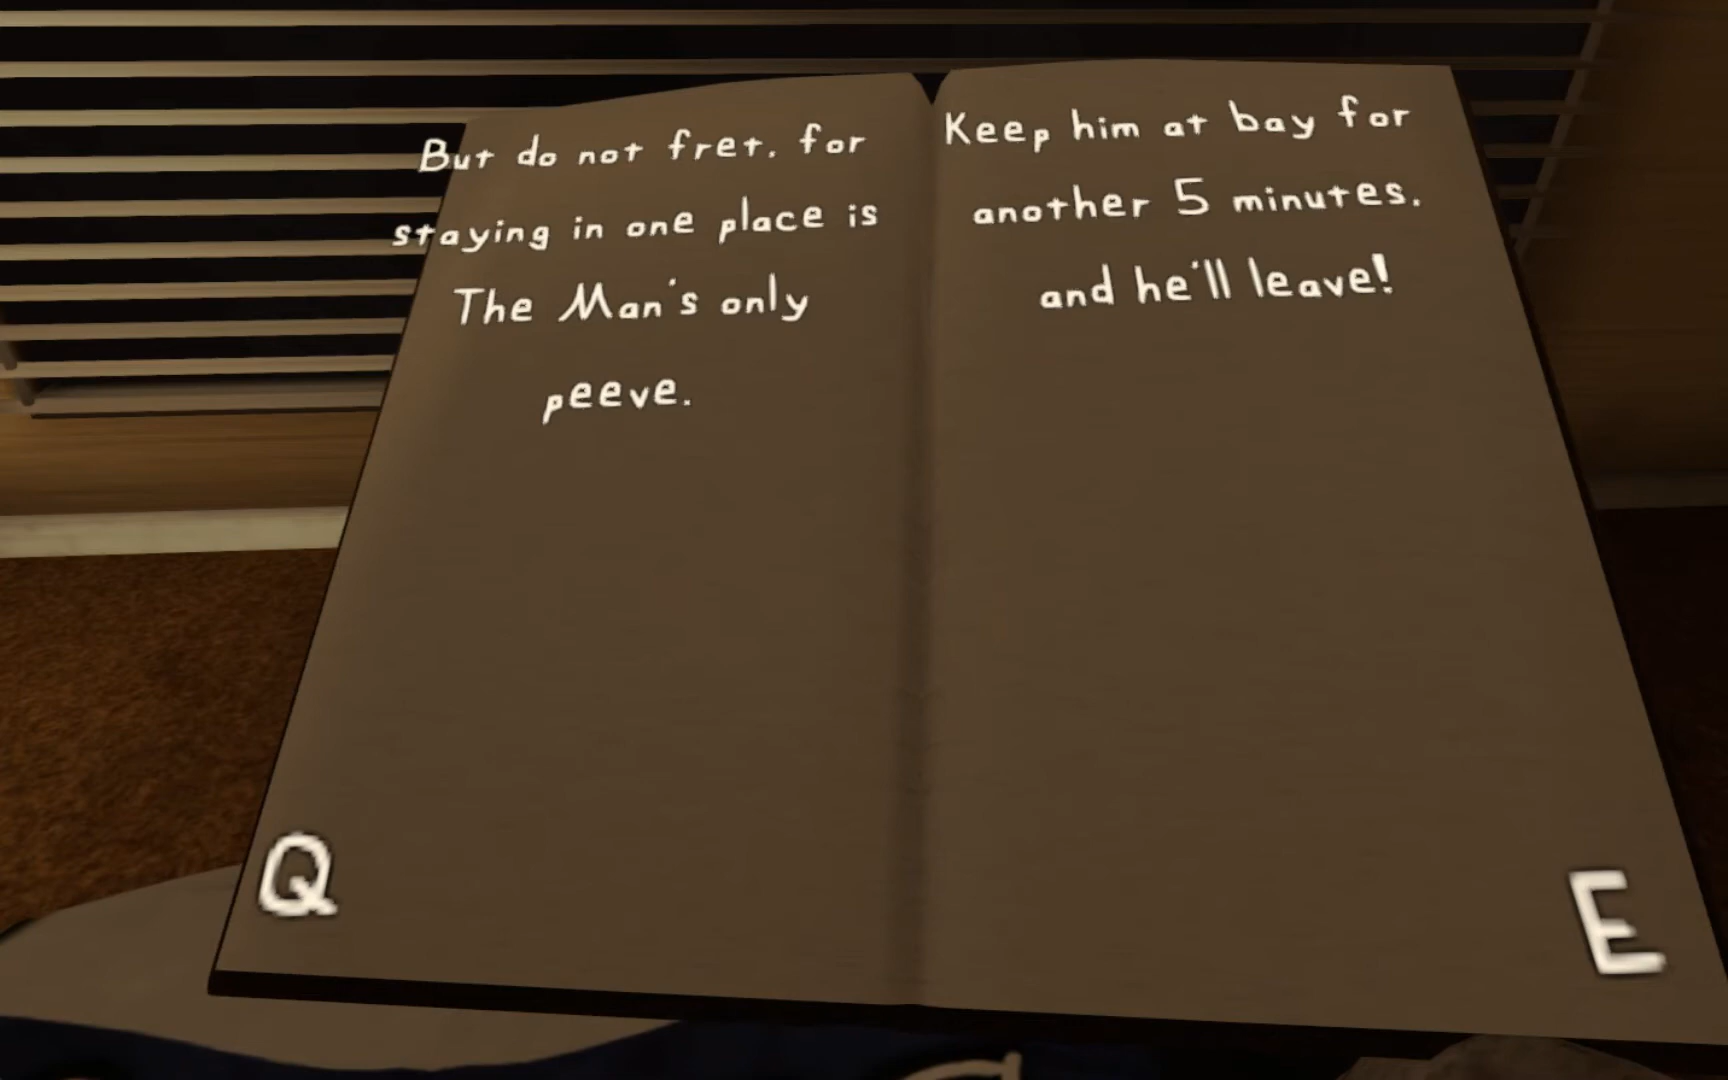 But do not fret. for
staying in one place is
The Man's only
peeve.
Keep him at bay for
another 5 minutes.
and he'll leave!
Q
E